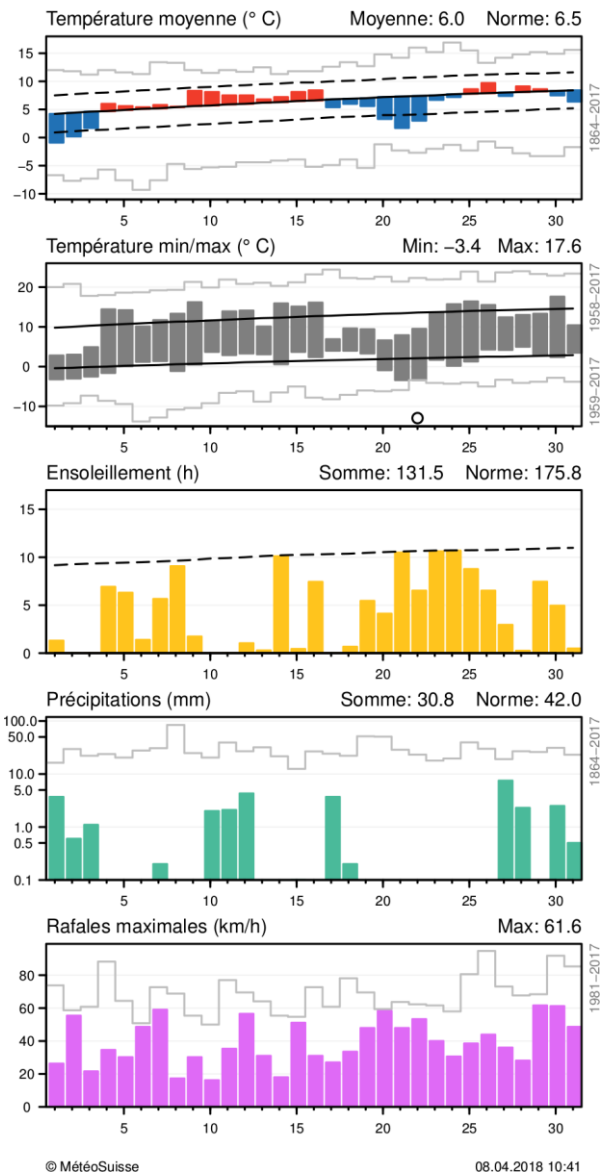 Température moyenne (° C) Moyenne: 6.0 Norme: 6.5
15
10
5
0
−5
−10
5 10 15 20 25 30
1864−2017
Température min/max (° C) Min: −3.4 Max: 17.6
20
10
0
−10
5 10 15 20 25 30
1958−2017
1959−2017
Ensoleillement (h) Somme: 131.5 Norme: 175.8
15
10
5
0
5 10 15 20 25 30
Précipitations (mm) Somme: 30.8 Norme: 42.0
100.0
50.0
10.0
5.0
1.0
0.5
0.1
5 10 15 20 25 30
1864−2017
Rafales maximales (km/h) Max: 61.6
80
60
40
20
0
5 10 15 20 25 30
1981−2017
© MétéoSuisse 08.04.2018 10:41